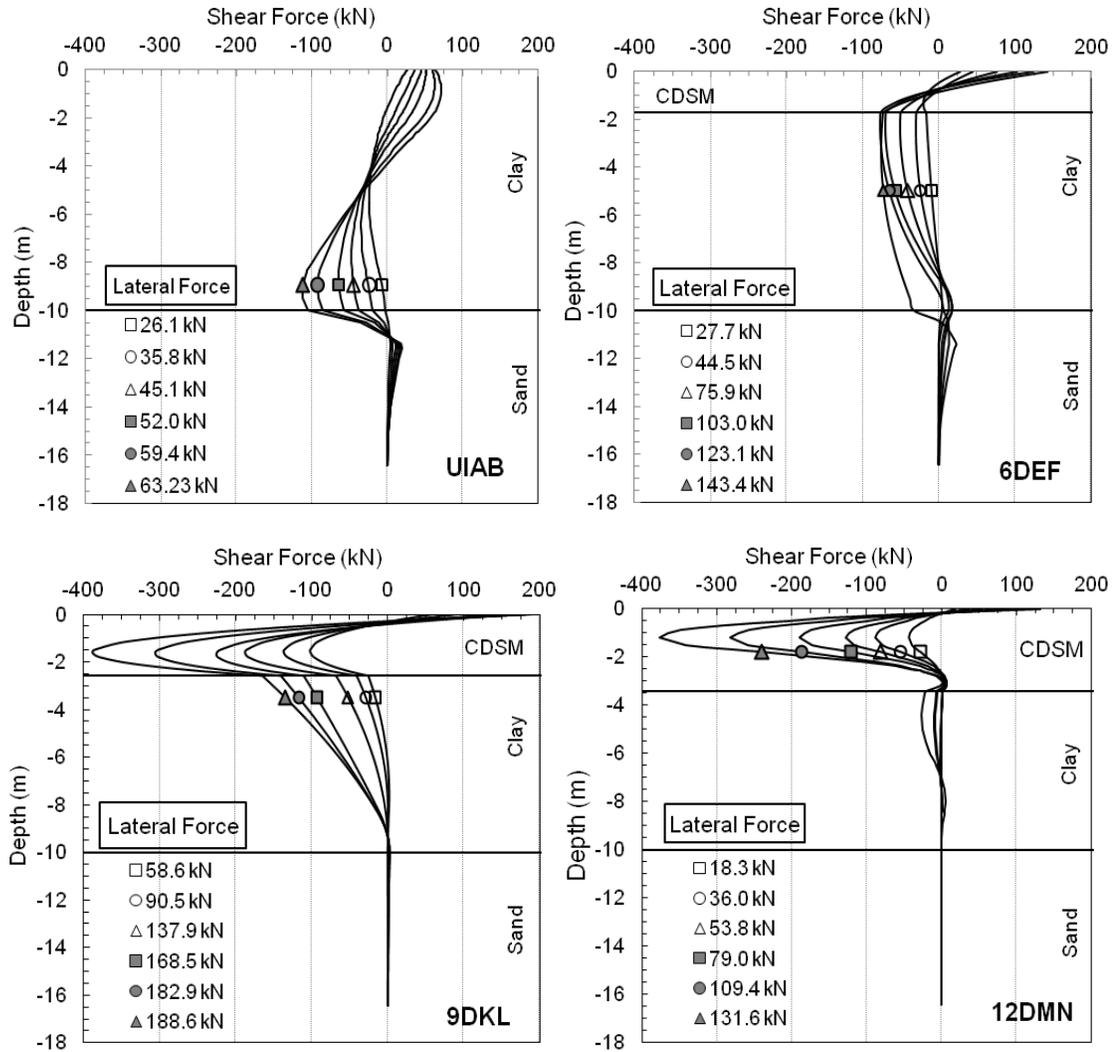 Shear Force (kN)
-400 -300 -200 -100 0 100 200
0
-2
-4
-6
-8
-10
-12
-14
-16
-18
Depth (m)
Clay
Sand
Lateral Force
26.1 kN
35.8 kN
45.1 kN
52.0 kN
59.4 kN
63.23 kN
UIAB
Shear Force (kN)
-400 -300 -200 -100 0 100 200
0
-2
-4
-6
-8
-10
-12
-14
-16
-18
Depth (m)
CDSM
Clay
Sand
Lateral Force
27.7 kN
44.5 kN
75.9 kN
103.0 kN
123.1 kN
143.4 kN
6DEF
Shear Force (kN)
-400 -300 -200 -100 0 100 200
0
-2
-4
-6
-8
-10
-12
-14
-16
-18
Depth (m)
CDSM
Clay
Sand
Lateral Force
58.6 kN
90.5 kN
137.9 kN
168.5 kN
182.9 kN
188.6 kN
9DKL
Shear Force (kN)
-400 -300 -200 -100 0 100 200
0
-2
-4
-6
-8
-10
-12
-14
-16
-18
Depth (m)
CDSM
Clay
Sand
Lateral Force
18.3 kN
36.0 kN
53.8 kN
79.0 kN
109.4 kN
131.6 kN
12DMN